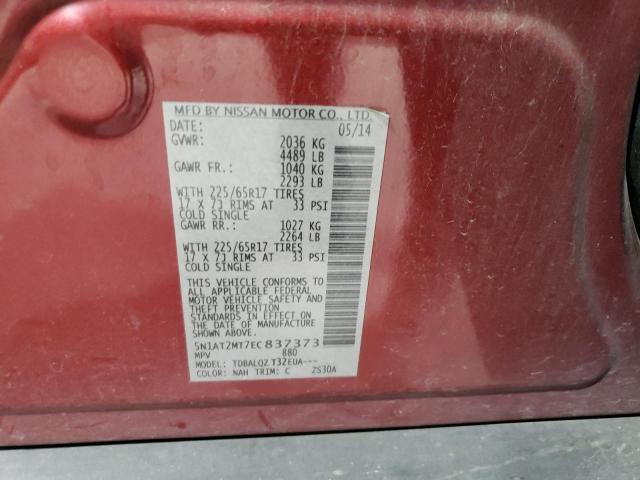 MFD BY NISSAN MOTOR CO., LTD.
DATE: 05/14
GVWR: 2036 KG
4489 LB
GAWR FR.: 1040 KG
2293 LB
WITH 225/65R17 TIRES
17 X 7J RIMS AT 33 PSI
COLD SINGLE
GAWR RR.: 1027 KG
2264 LB
WITH 225/65R17 TIRES
17 X 7J RIMS AT 33 PSI
COLD SINGLE
THIS VEHICLE CONFORMS TO
ALL APPLICABLE FEDERAL
MOTOR VEHICLE SAFETY AND
THEFT PREVENTION
STANDARDS IN EFFECT ON
DATE SHOWN ABOVE.
5N1AT2MT7EC837373
MPV 880
MODEL: TDBALQZ T32EUA---
COLOR: NAH TRIM: C ZS30A